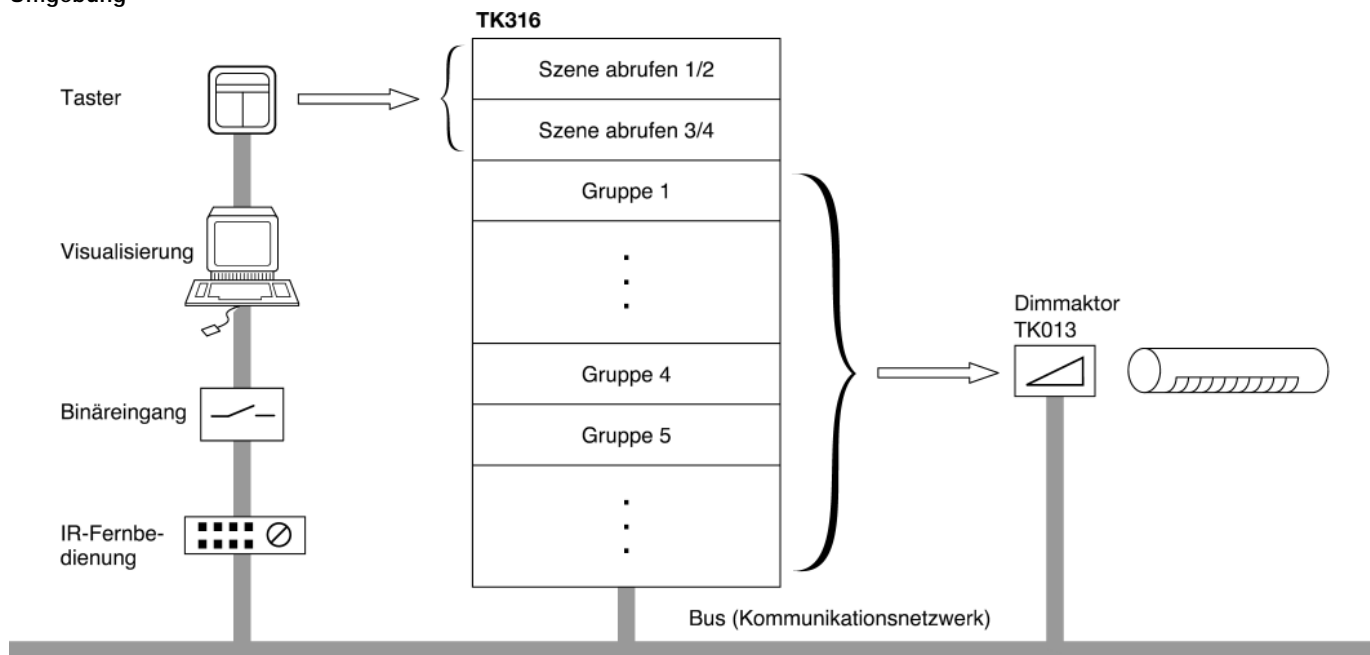 Umgebung
TK316
Szene abrufen 1/2
Taster
Szene abrufen 3/4
Gruppe 1
Visualisierung
Dimmaktor
TK013
Gruppe 4
Binäreingang
Gruppe 5
IR-Fernbe-
dienung
Bus (Kommunikationsnetzwerk)